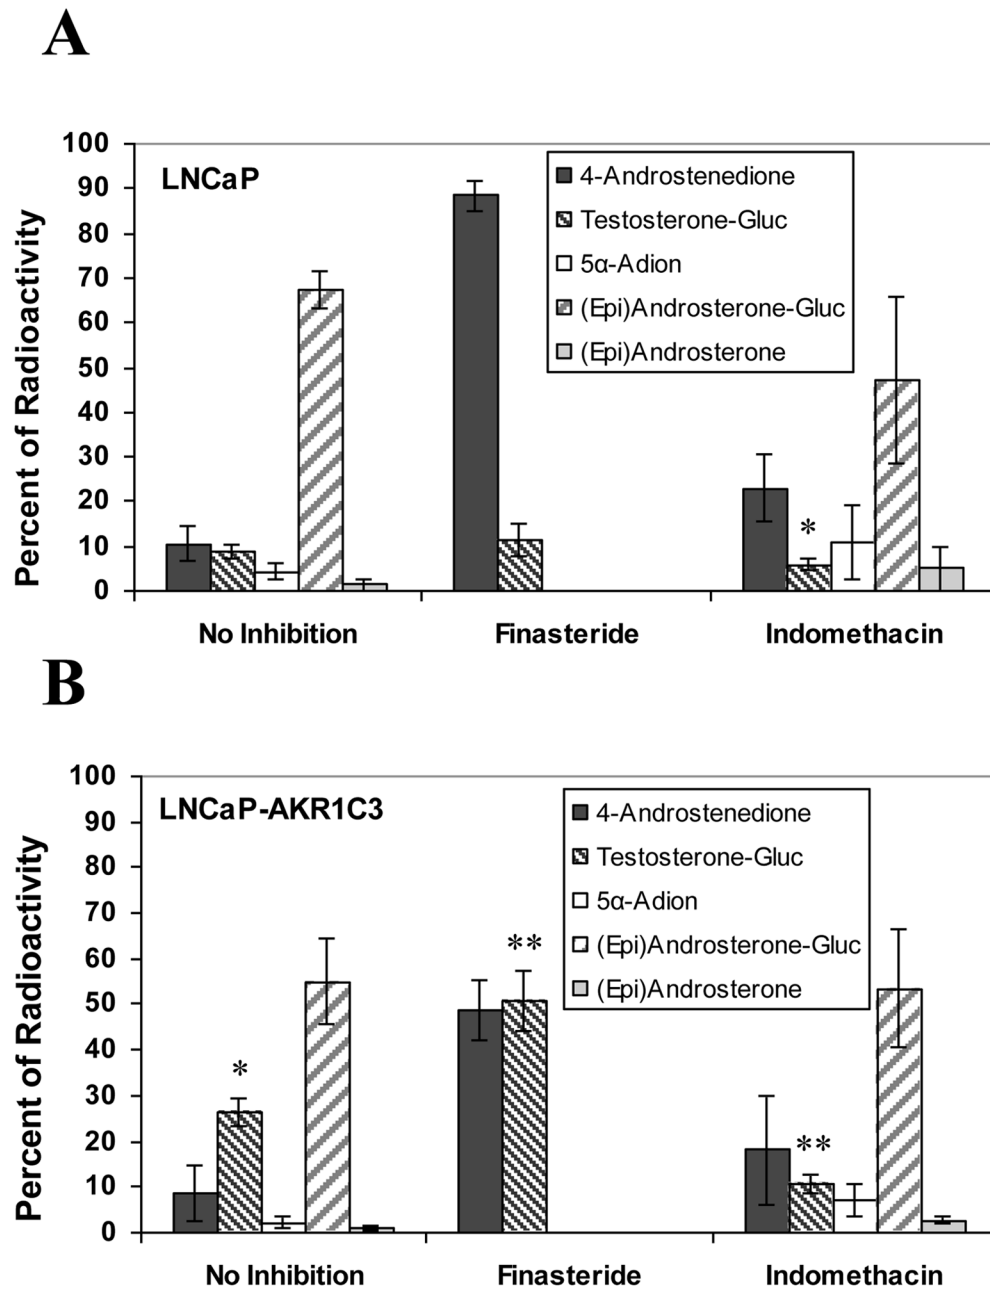 A
100
90
80
70
60
50
40
30
20
10
0
Percent of Radioactivity
LNCaP
4-Androstenedione
Testosterone-Gluc
5α-Adion
(Epi)Androsterone-Gluc
(Epi)Androsterone
*
No Inhibition
Finasteride
Indomethacin
B
100
90
80
70
60
50
40
30
20
10
0
Percent of Radioactivity
LNCaP-AKR1C3
4-Androstenedione
Testosterone-Gluc
5α-Adion
(Epi)Androsterone-Gluc
(Epi)Androsterone
*
**
**
No Inhibition
Finasteride
Indomethacin